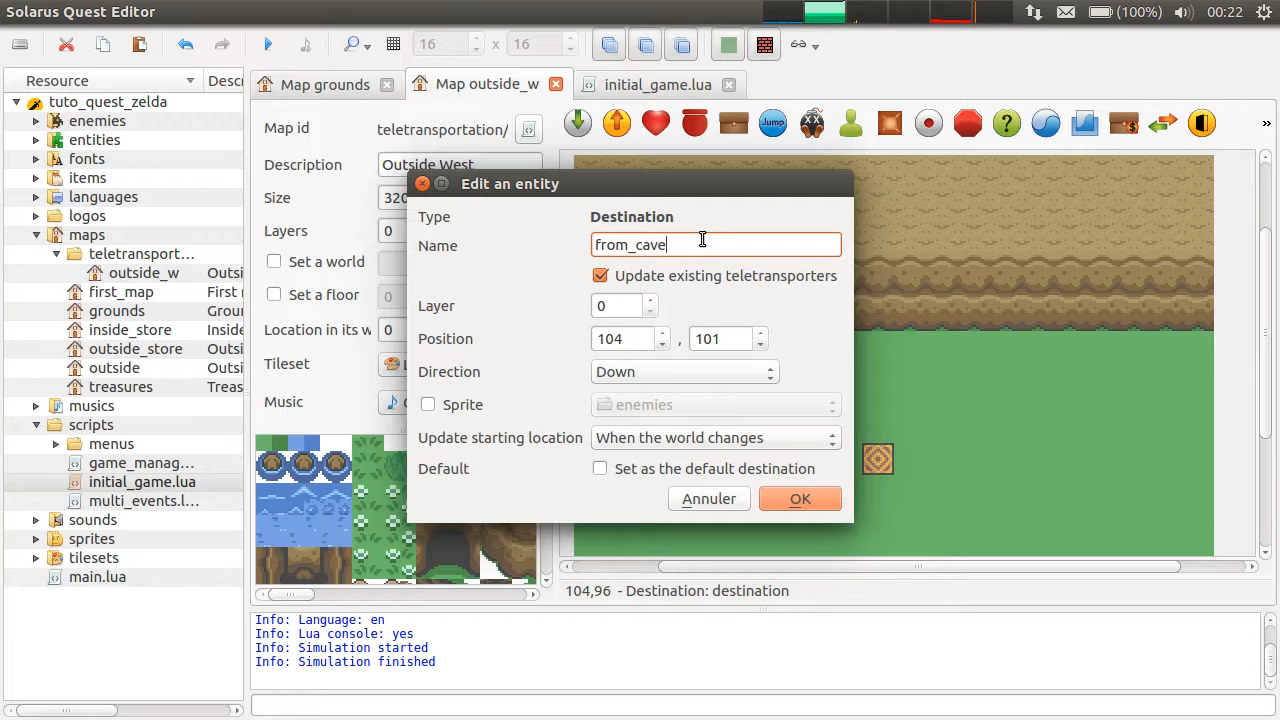 Solarus Quest Editor
(100%)
00:22
16 x 16
Resource
Descr
tuto_quest_zelda
enemies
entities
fonts
items
languages
logos
maps
teletransport...
outside_w
Outsi
first_map
First r
grounds
Groun
inside_store
Inside
outside_store
Outsi
outside
Outsi
treasures
Treas
musics
scripts
menus
game_manag...
initial_game.lua
multi_events.l...
sounds
sprites
tilesets
main.lua
Map grounds
Map outside_w
initial_game.lua
Jump
»
Map id
teletransportation/
Description
Outside West
Size
320
Layers
0
Set a world
Set a floor
0
Location in its w
0
Tileset
Music
Edit an entity
Type
Destination
Name
from_cave
Update existing teletransporters
Layer
0
Position
104 , 101
Direction
Down
Sprite
enemies
Update starting location
When the world changes
Default
Set as the default destination
Annuler
OK
104,96 - Destination: destination
Info: Language: en
Info: Lua console: yes
Info: Simulation started
Info: Simulation finished